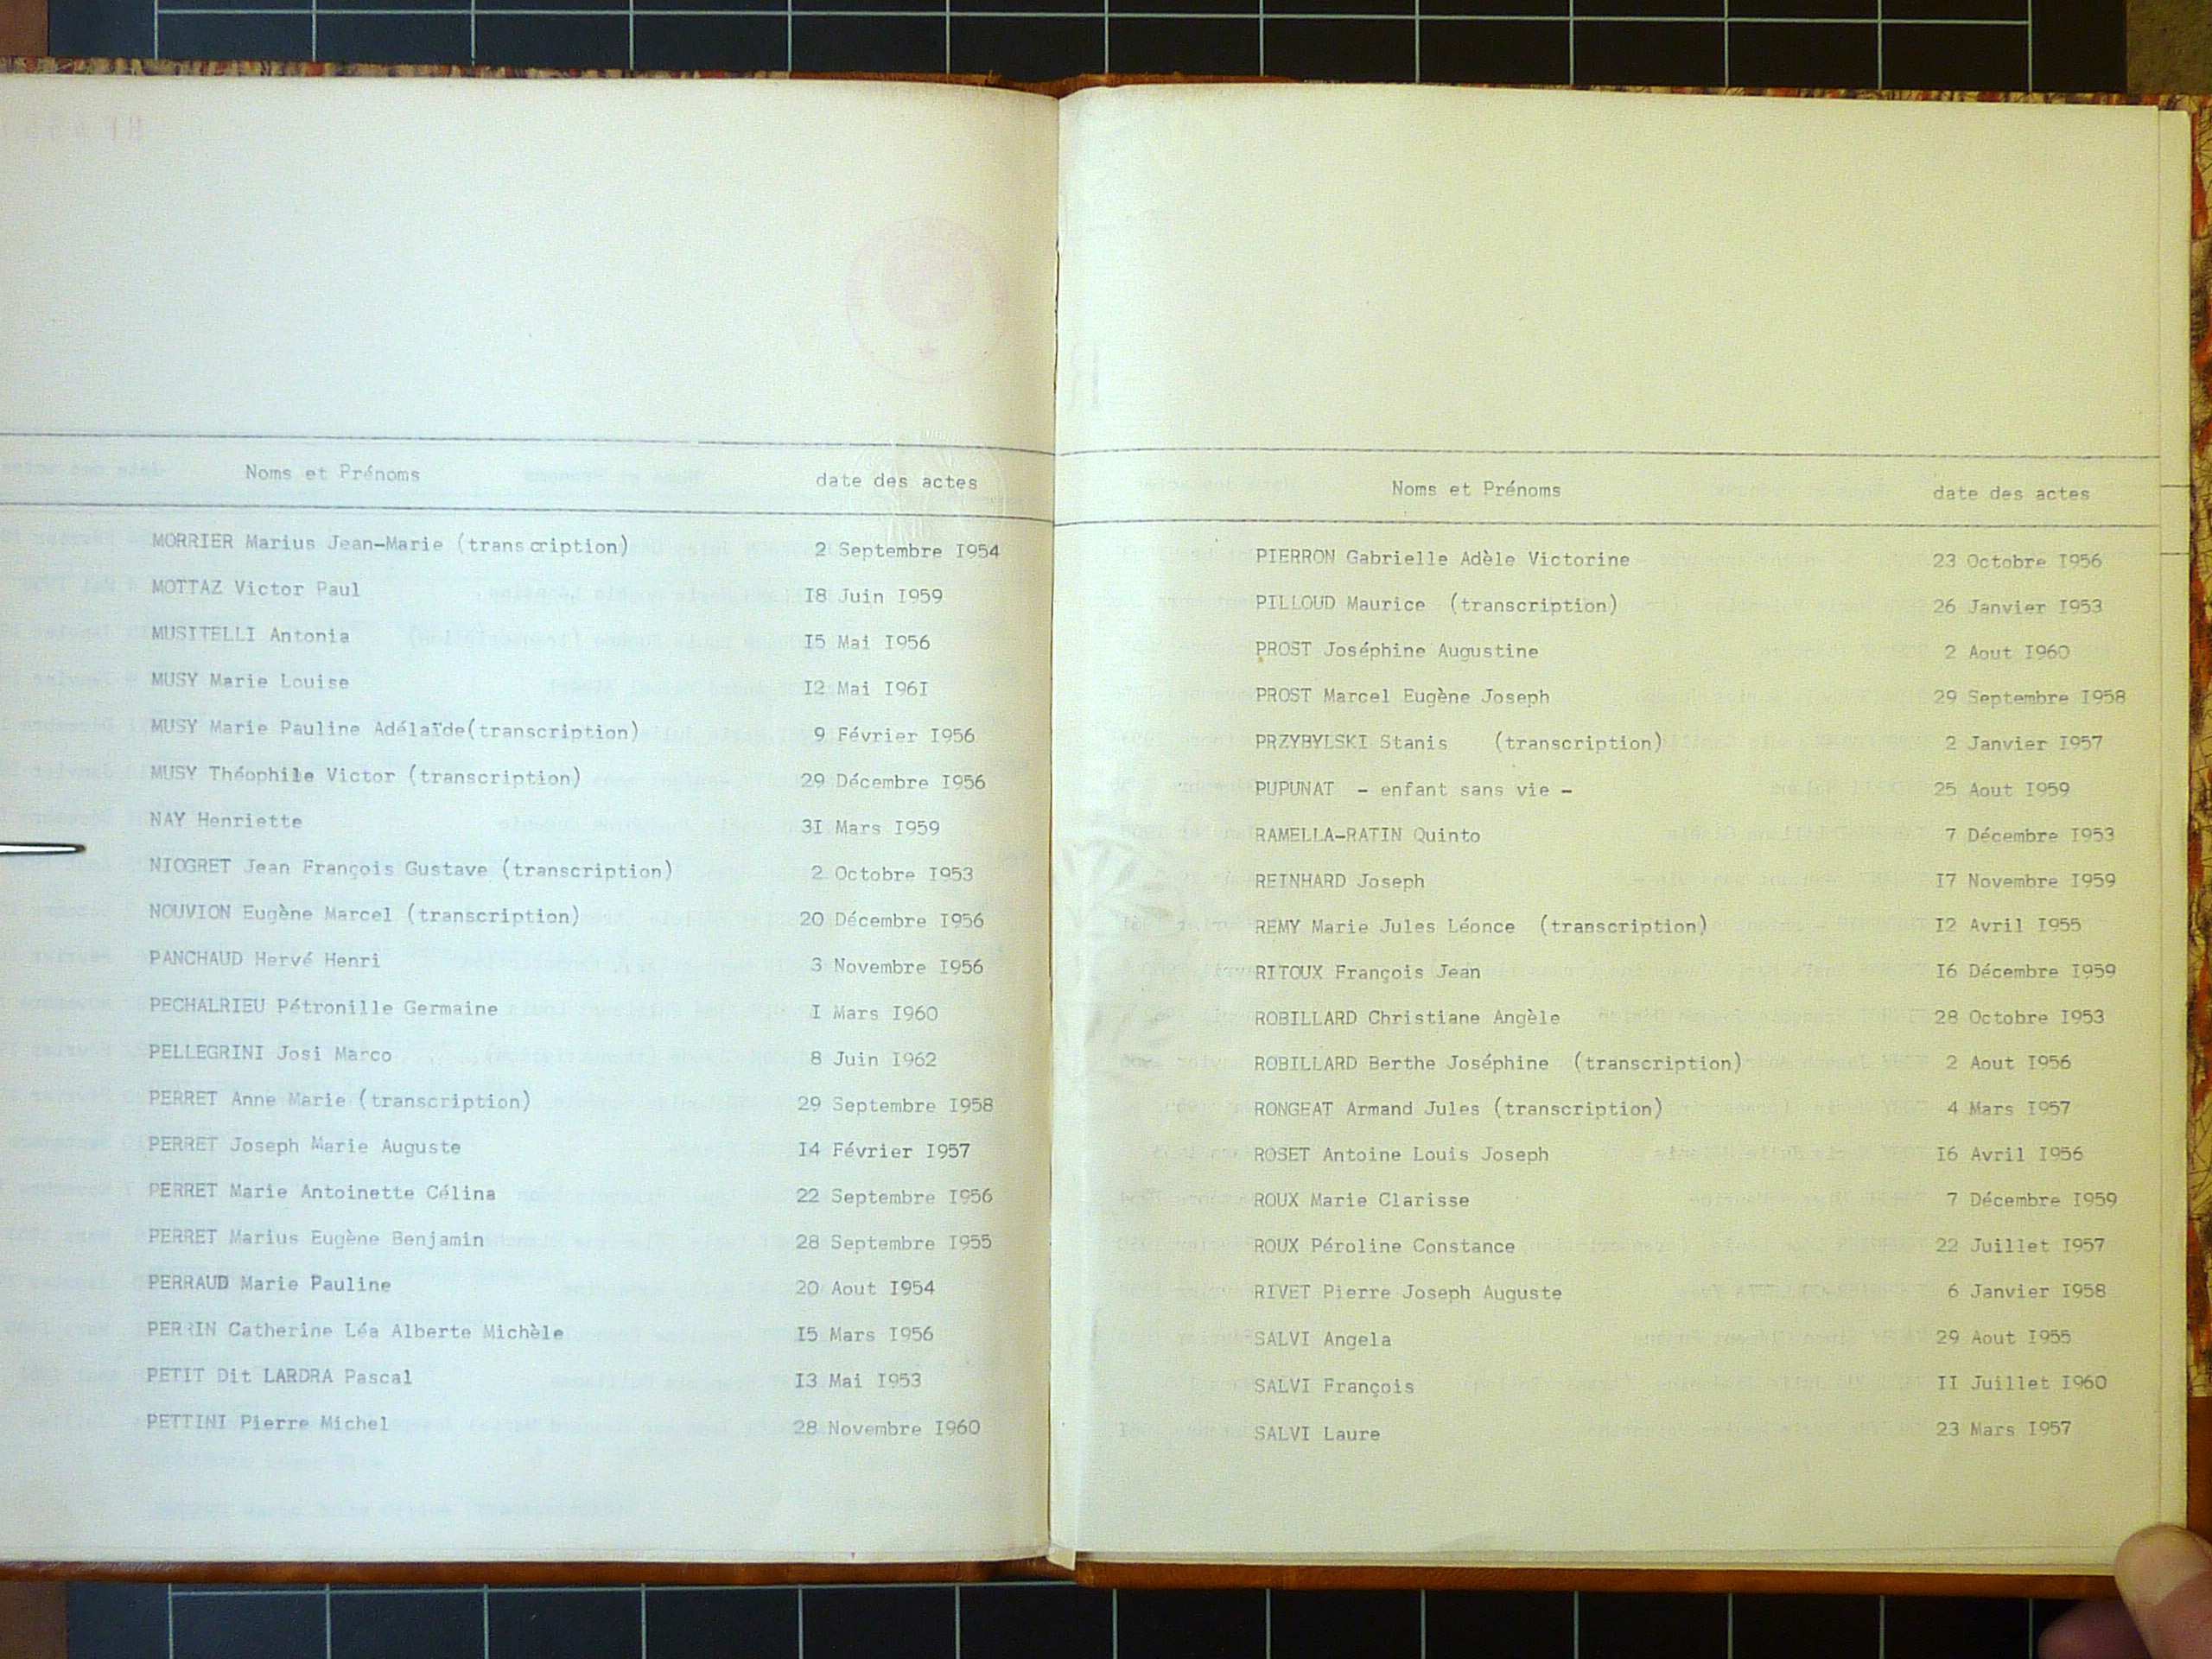 Noms et Prénoms date des actes
MORRIER Marius Jean-Marie (transcription) 2 Septembre I954
MOTTAZ Victor Paul I8 Juin I959
MUSITELLI Antonia I5 Mai I956
MUSY Marie Louise I2 Mai I96I
MUSY Marie Pauline Adélaïde(transcription) 9 Février I956
MUSY Théophile Victor (transcription) 29 Décembre I956
NAY Henriette 3I Mars I959
NIOGRET Jean François Gustave (transcription) 2 Octobre I953
NOUVION Eugène Marcel (transcription) 20 Décembre I956
PANCHAUD Hervé Henri 3 Novembre I956
PECHALRIEU Pétronille Germaine I Mars I960
PELLEGRINI Josi Marco 8 Juin I962
PERRET Anne Marie (transcription) 29 Septembre I958
PERRET Joseph Marie Auguste I4 Février I957
PERRET Marie Antoinette Célina 22 Septembre I956
PERRET Marius Eugène Benjamin 28 Septembre I955
PERRAUD Marie Pauline 20 Aout I954
PERRIN Catherine Léa Alberte Michèle I5 Mars I956
PETIT Dit LARDRA Pascal I3 Mai I953
PETTINI Pierre Michel 28 Novembre I960
Noms et Prénoms date des actes
PIERRON Gabrielle Adèle Victorine 23 Octobre I956
PILLOUD Maurice (transcription) 26 Janvier I953
PROST Joséphine Augustine 2 Aout I960
PROST Marcel Eugène Joseph 29 Septembre I958
PRZYBYLSKI Stanis (transcription) 2 Janvier I957
PUPUNAT - enfant sans vie - 25 Aout I959
RAMELLA-RATIN Quinto 7 Décembre I953
REINHARD Joseph I7 Novembre I959
REMY Marie Jules Léonce (transcription) I2 Avril I955
RITOUX François Jean I6 Décembre I959
ROBILLARD Christiane Angèle 28 Octobre I953
ROBILLARD Berthe Joséphine (transcription) 2 Aout I956
RONGEAT Armand Jules (transcription) 4 Mars I957
ROSET Antoine Louis Joseph I6 Avril I956
ROUX Marie Clarisse 7 Décembre I959
ROUX Péroline Constance 22 Juillet I957
RIVET Pierre Joseph Auguste 6 Janvier I958
SALVI Angela 29 Aout I955
SALVI François II Juillet I960
SALVI Laure 23 Mars I957